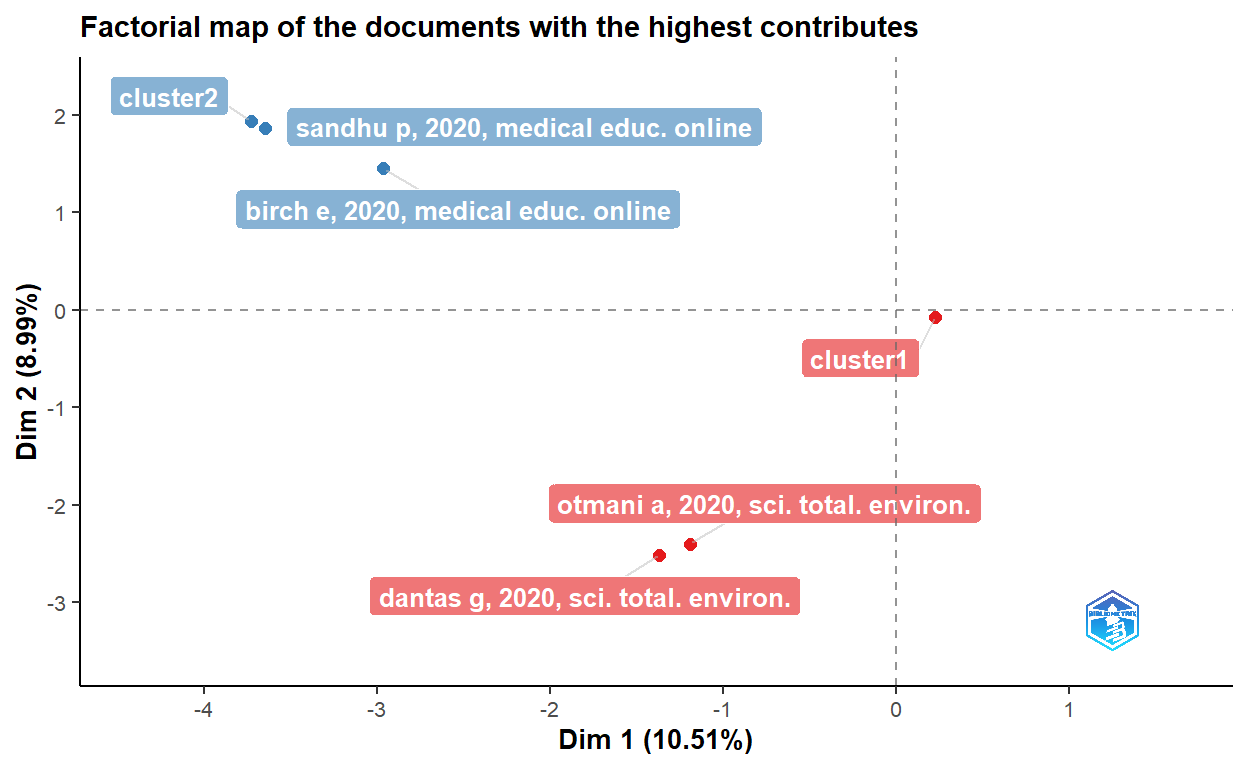 Factorial map of the documents with the highest contributes
cluster2
sandhu p, 2020, medical educ. online
birch e, 2020, medical educ. online
cluster1
otmani a, 2020, sci. total. environ.
dantas g, 2020, sci. total. environ.
2
1
0
-1
-2
-3
Dim 2 (8.99%)
-4
-3
-2
-1
0
1
Dim 1 (10.51%)
BIBLIOMETRIX